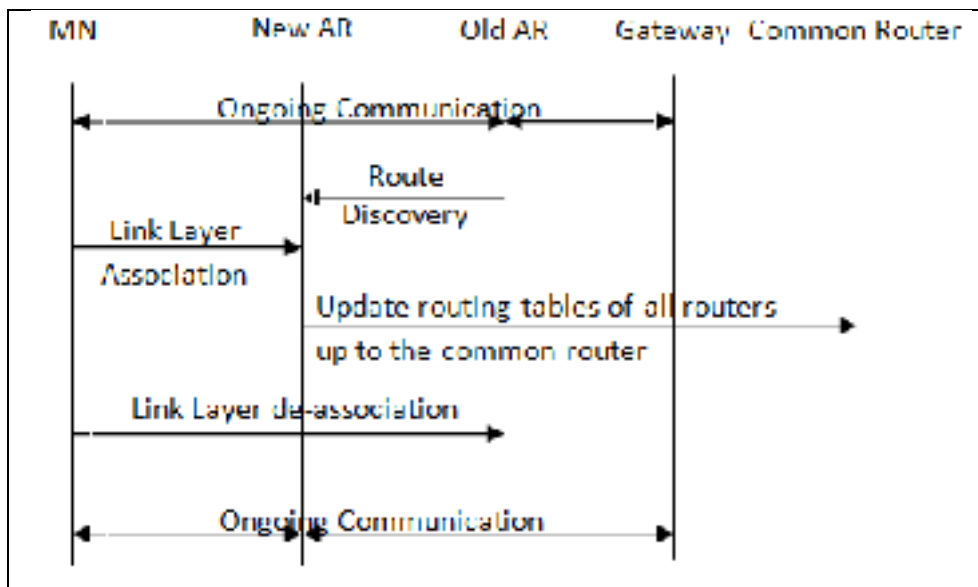 MN New AR Old AR Gateway Common Router
Ongoing Communication
Route
Discovery
Link Layer
Association
Update routing tables of all routers
up to the common router
Link Layer de-association
Ongoing Communication